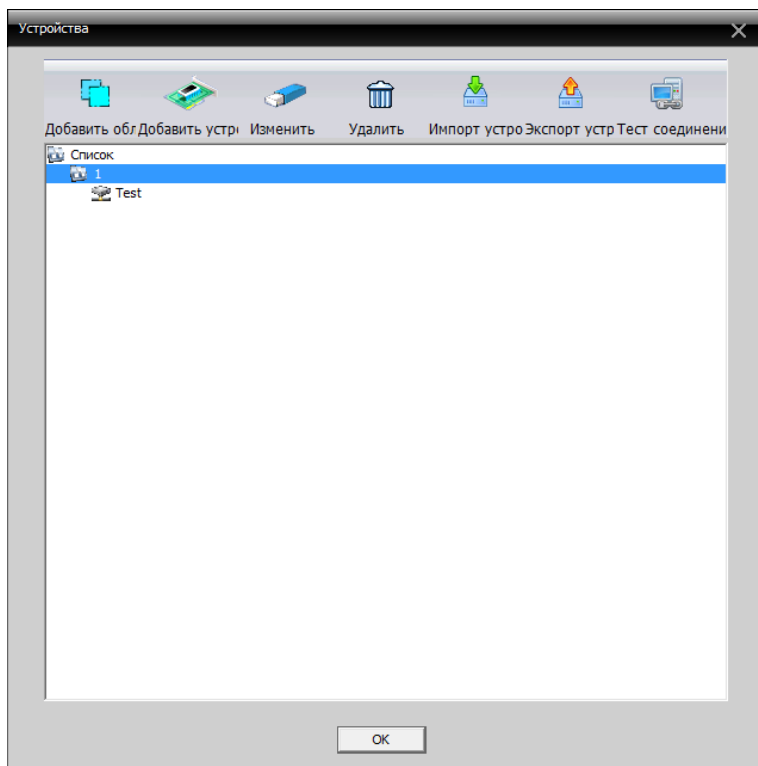 Устройства
Добавить обл Добавить устр Изменить Удалить Импорт устро Экспорт устр Тест соединени
Список
1
Test
OK